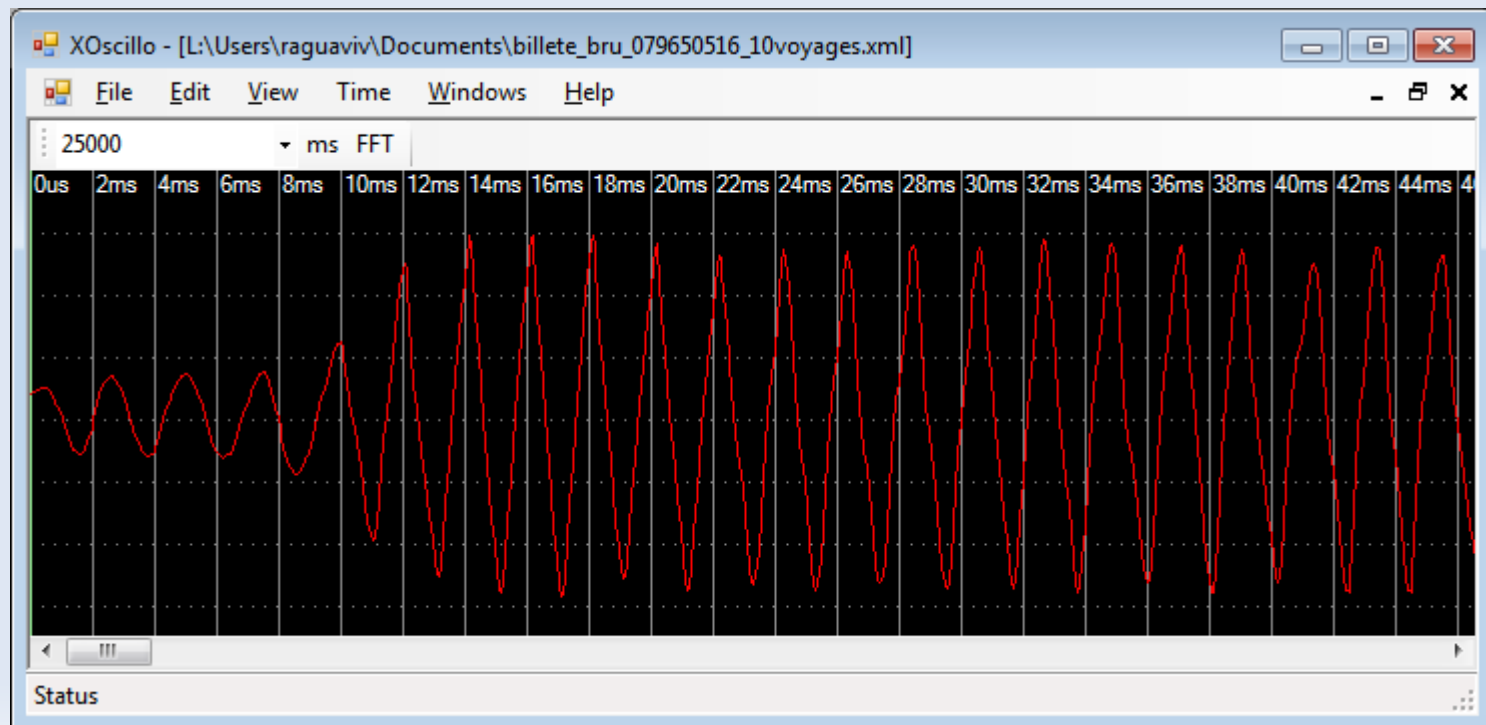 XOscillo - [L:\Users\raguaviv\Documents\billete_bru_079650516_10voyages.xml]
File Edit View Time Windows Help
25000 ms FFT
0us 2ms 4ms 6ms 8ms 10ms 12ms 14ms 16ms 18ms 20ms 22ms 24ms 26ms 28ms 30ms 32ms 34ms 36ms 38ms 40ms 42ms 44ms
Status